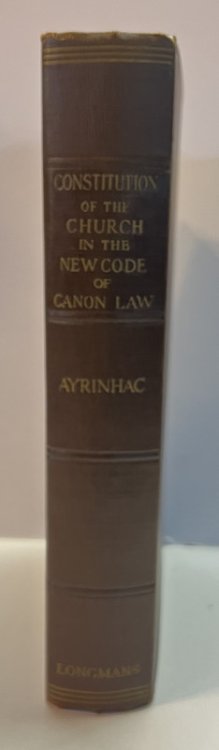 CONSTITUTION
OF THE
CHURCH
IN THE
NEW CODE
OF
CANON LAW
AYRINHAC
LONGMANS